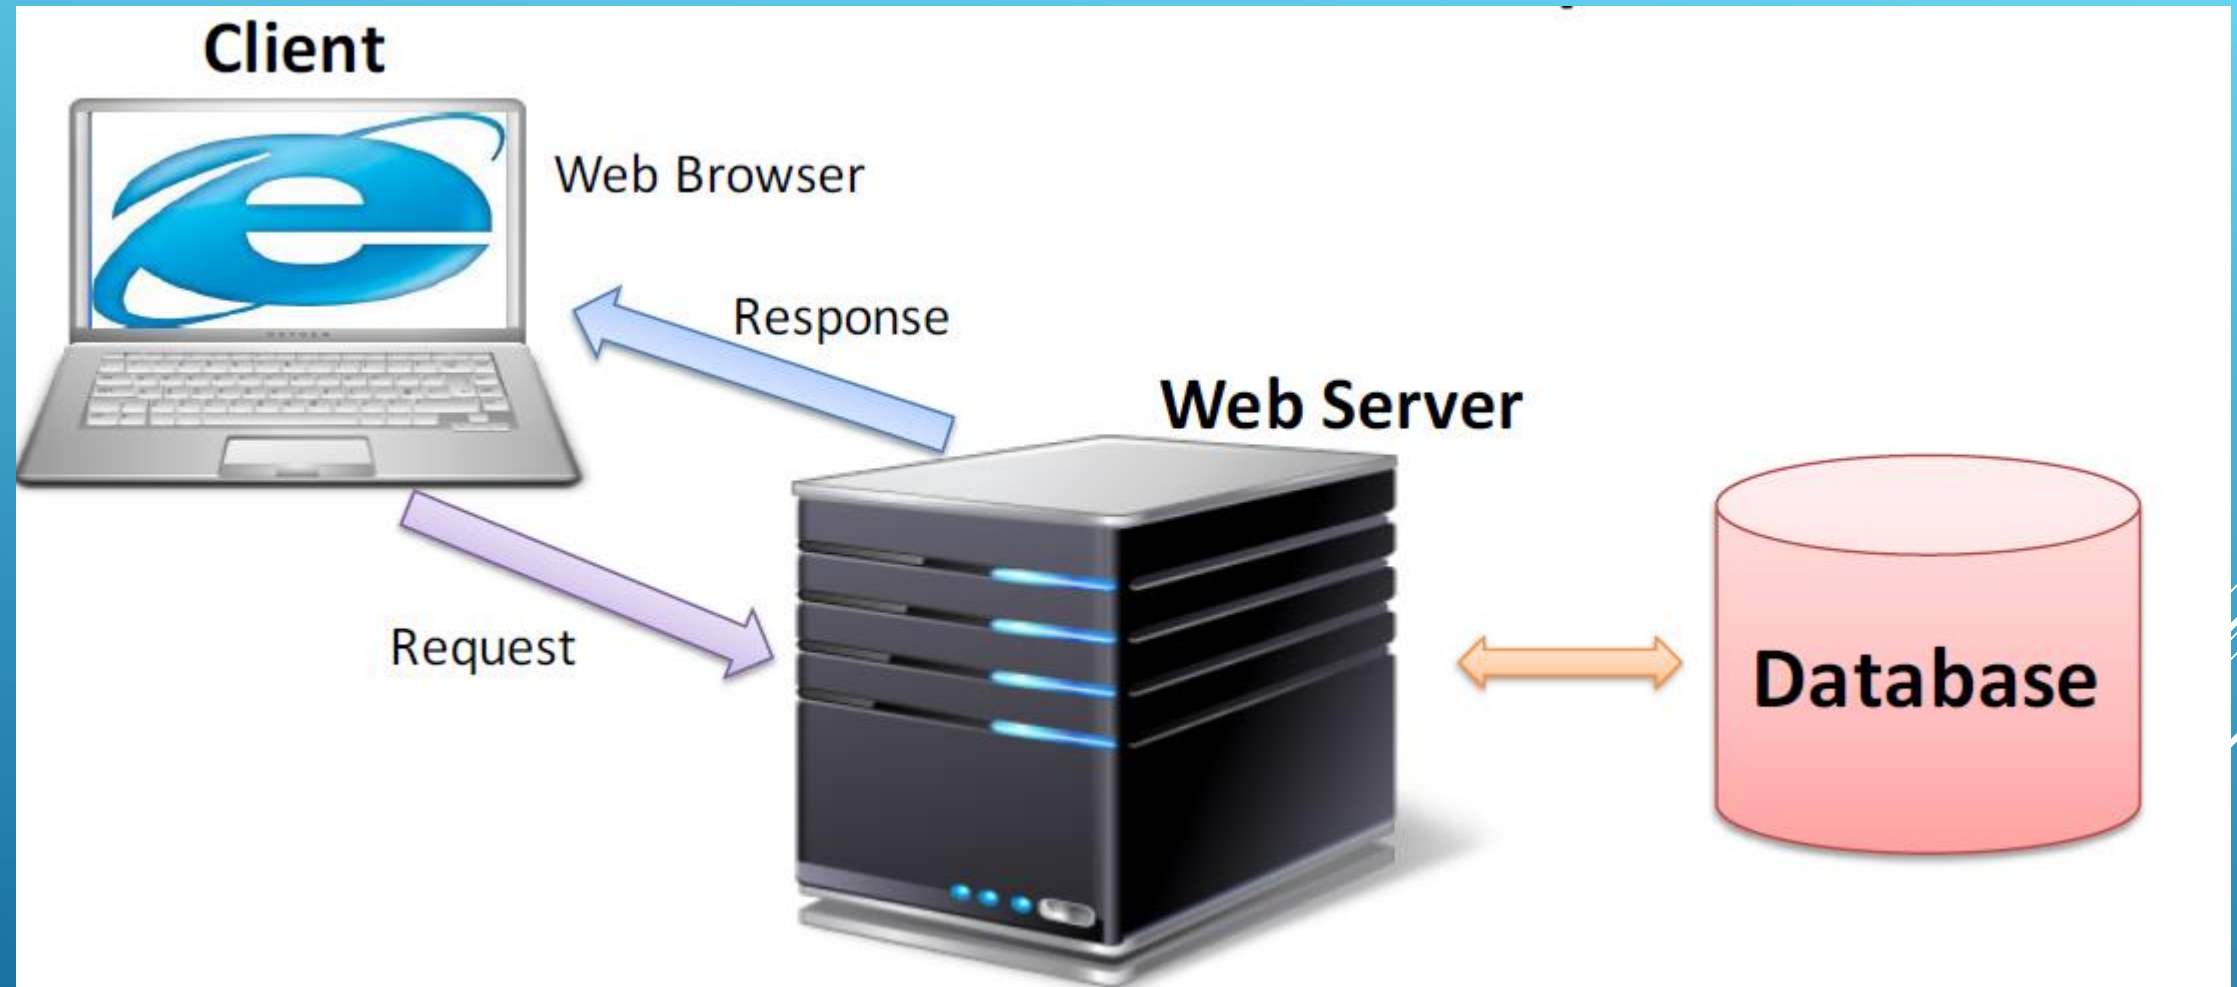 Client
Web Browser
Response
Web Server
Request
Database